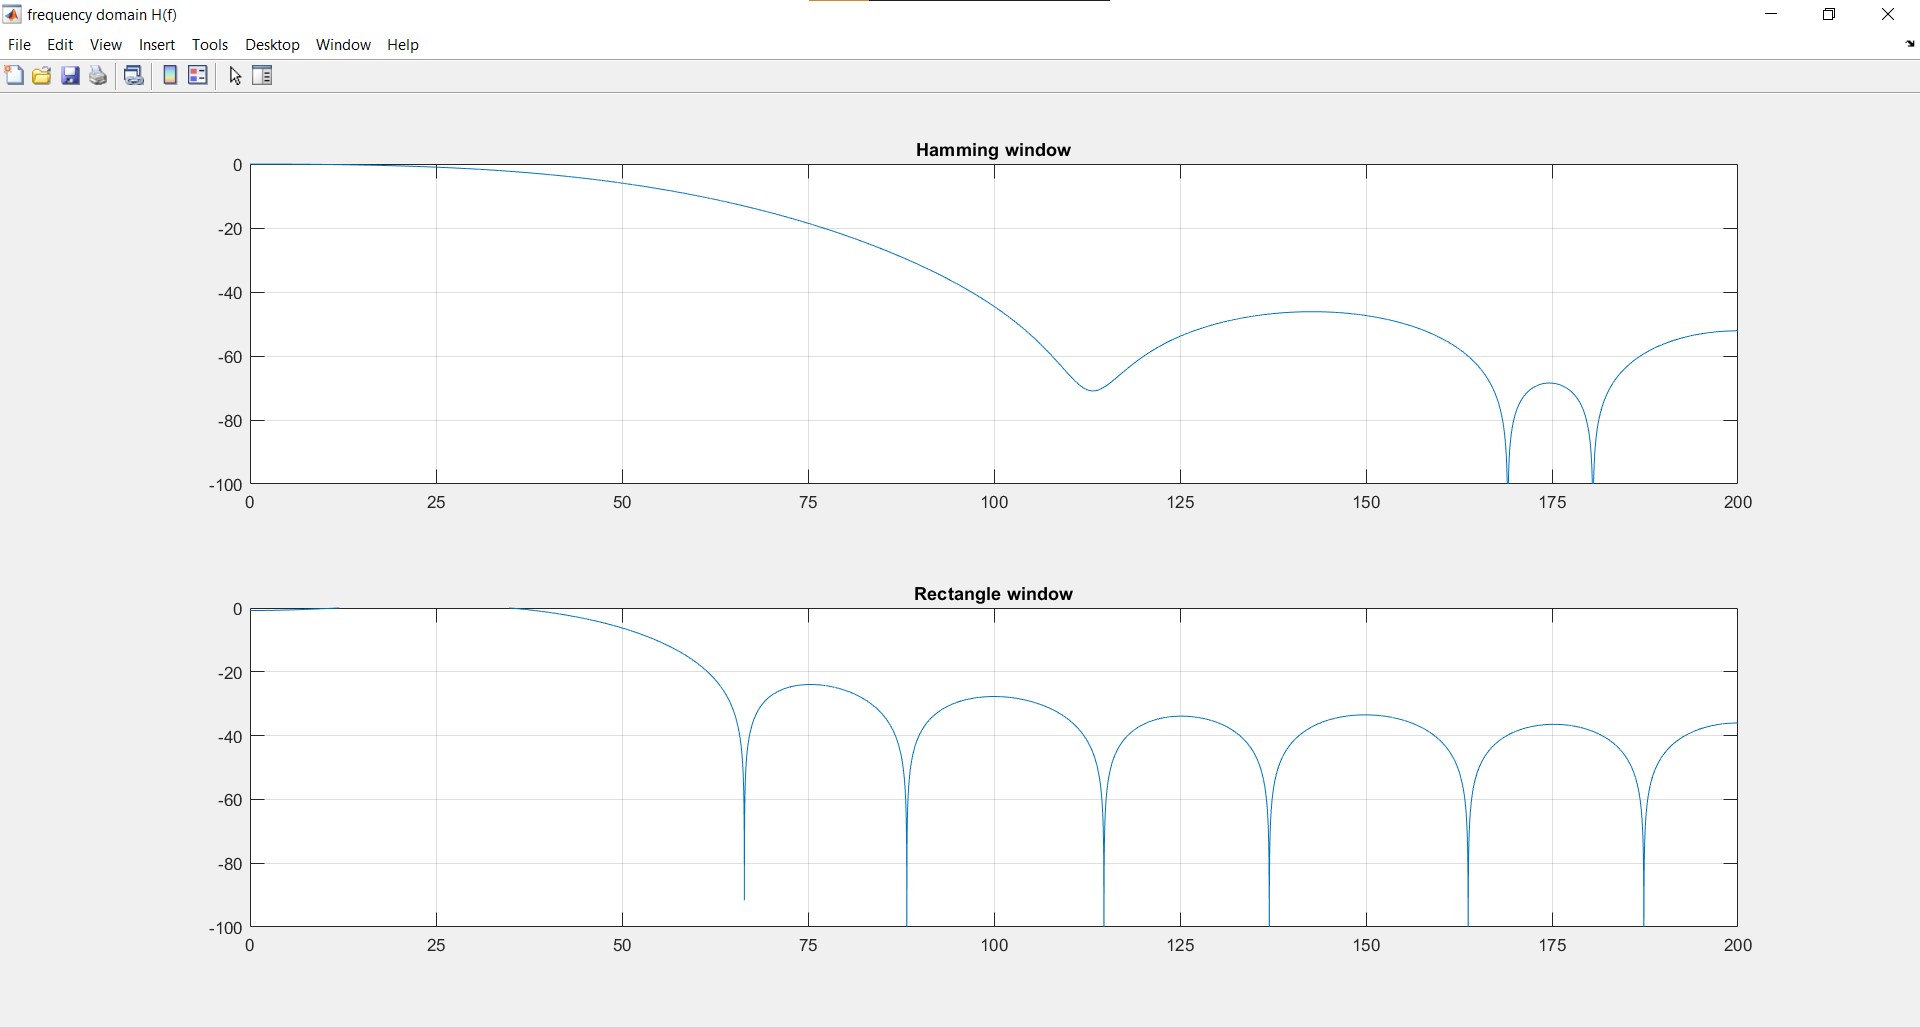 frequency domain H(f)
File Edit View Insert Tools Desktop Window Help
Hamming window
0
-20
-40
-60
-80
-100
0 25 50 75 100 125 150 175 200
Rectangle window
0
-20
-40
-60
-80
-100
0 25 50 75 100 125 150 175 200